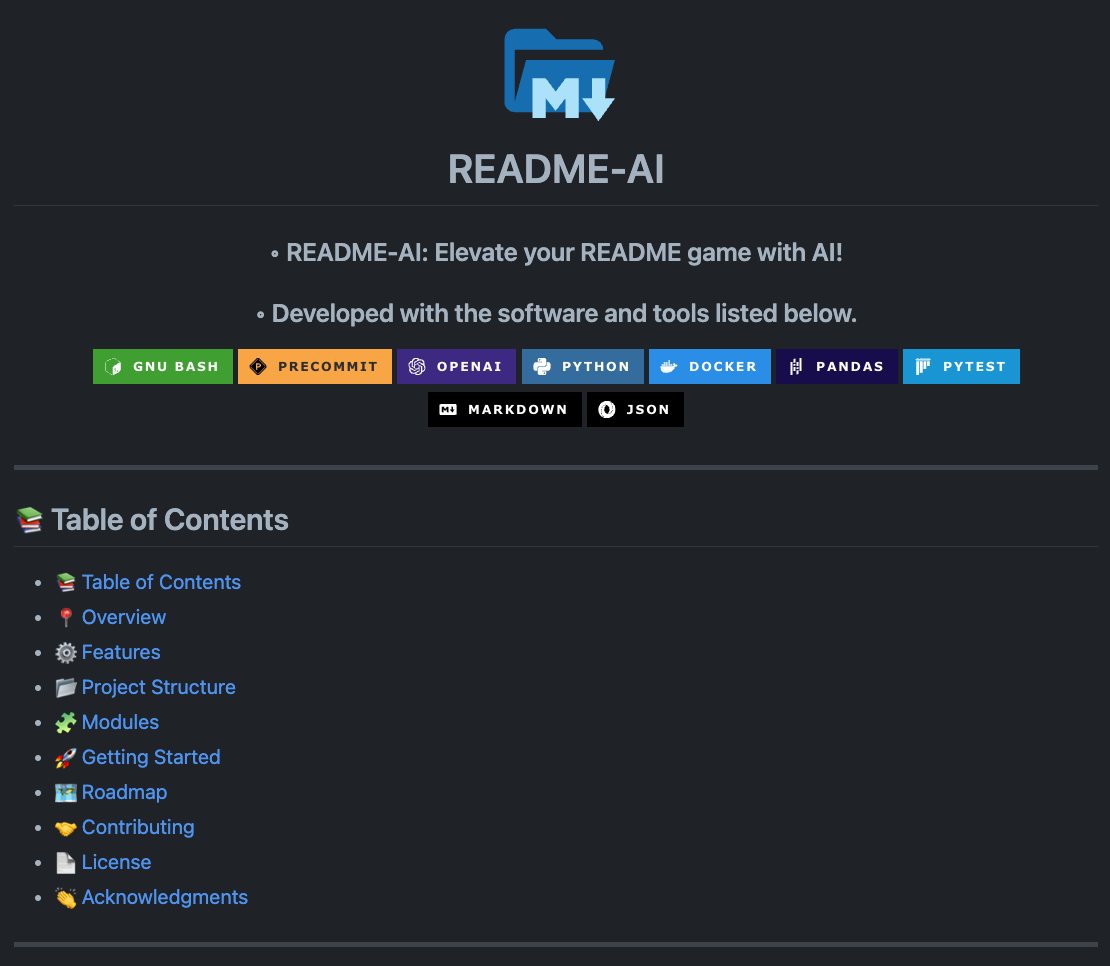 M
README-AI
◦ README-AI: Elevate your README game with AI!
◦ Developed with the software and tools listed below.
GNU BASH PRECOMMIT OPENAI PYTHON DOCKER PANDAS PYTEST
MARKDOWN JSON
📚 Table of Contents
• 📚 Table of Contents
• 📍 Overview
• ⚙️ Features
• 📂 Project Structure
• 🧩 Modules
• 🚀 Getting Started
• 🗺 Roadmap
• 🤝 Contributing
• 📄 License
• 👏 Acknowledgments